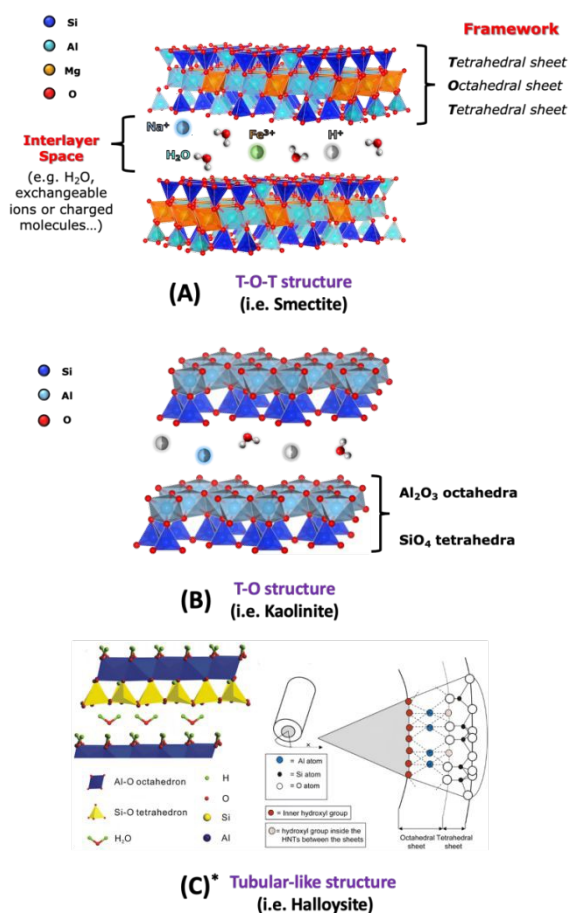 Si
Al
Mg
O
Framework
Tetrahedral sheet
Octahedral sheet
Tetrahedral sheet
Interlayer
Space
(e.g. H₂O,
exchangeable
ions or charged
molecules...)
Na⁺
Fe³⁺
H⁺
H₂O
(A)
T-O-T structure
(i.e. Smectite)
Si
Al
O
Al₂O₃ octahedra
SiO₄ tetrahedra
(B)
T-O structure
(i.e. Kaolinite)
Al-O octahedron
Si-O tetrahedron
H₂O
H
O
Si
Al
= Al atom
= Si atom
= O atom
= Inner hydroxyl group
= hydroxyl group inside the
HNTs between the sheets
Octahedral
sheet
Tetrahedral
sheet
(C)*
Tubular-like structure
(i.e. Halloysite)